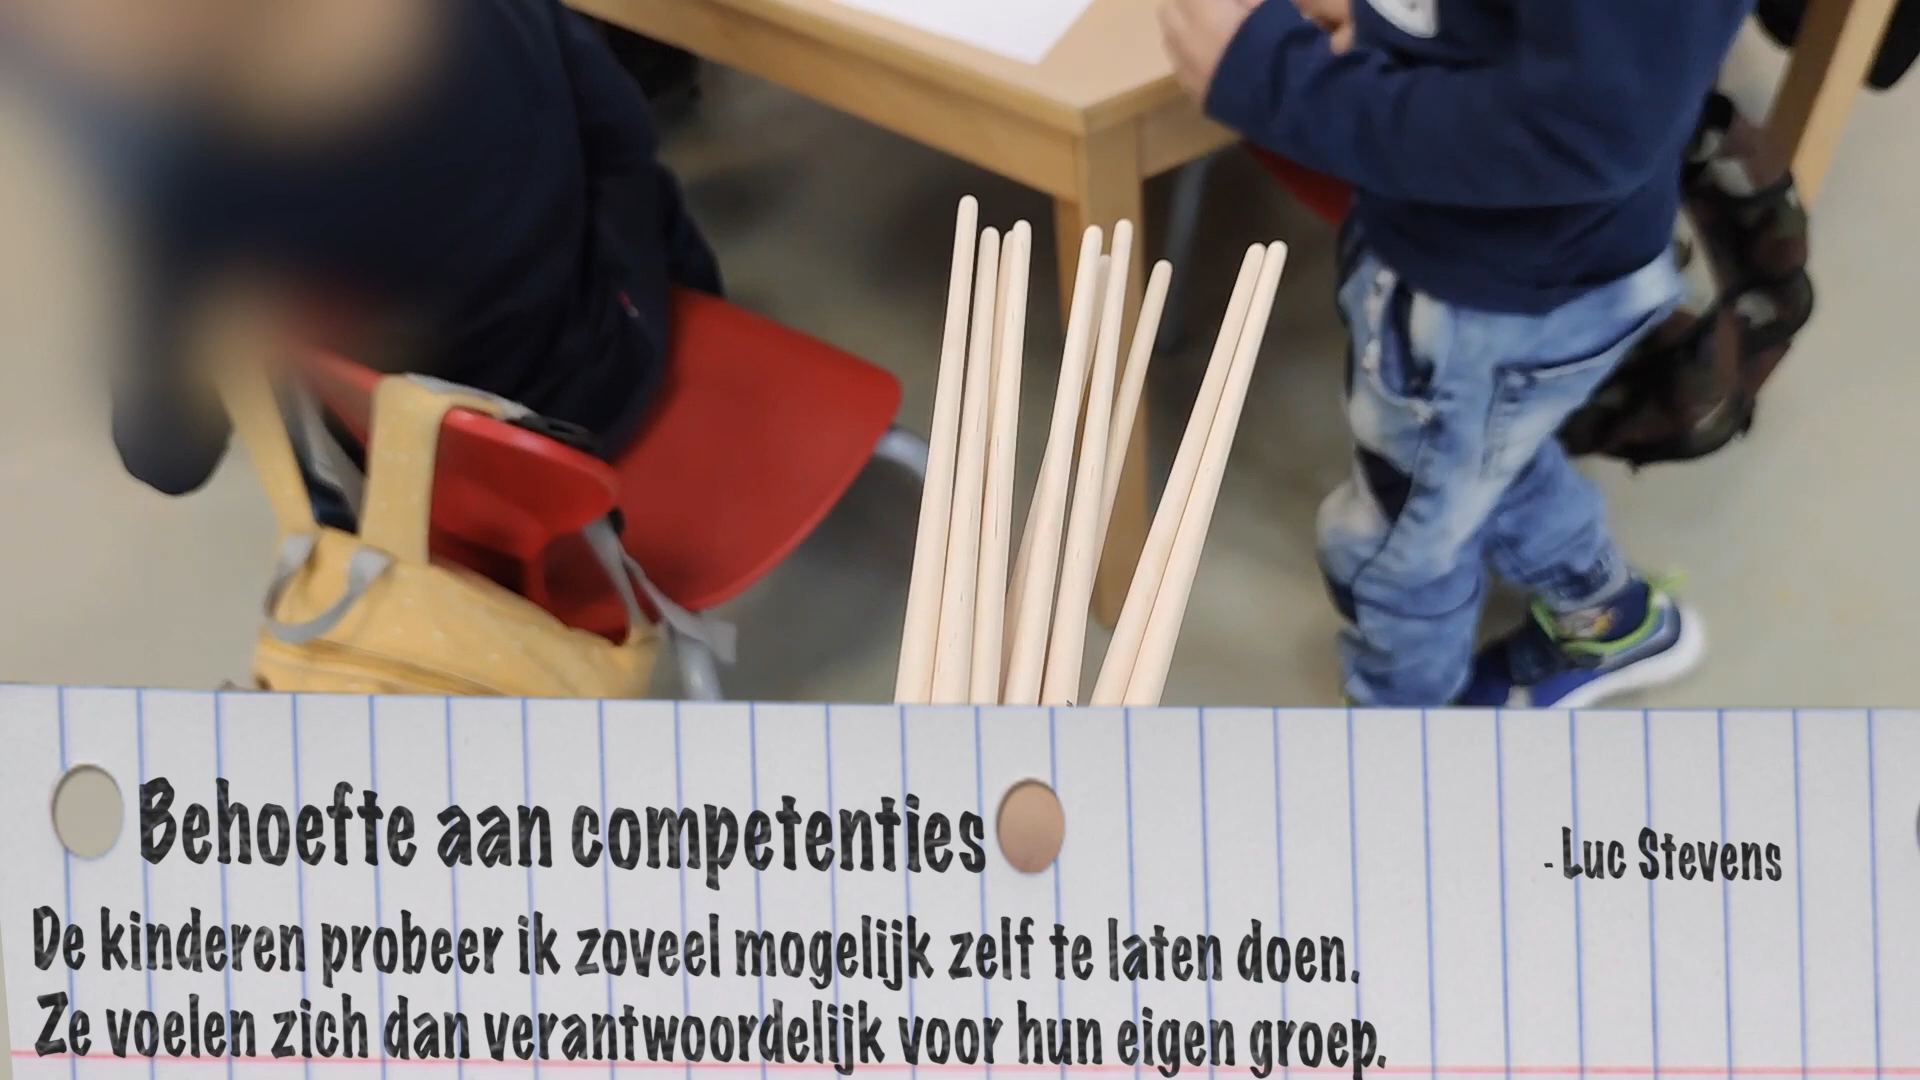 Behoefte aan competenties
- Luc Stevens
De kinderen probeer ik zoveel mogelijk zelf te laten doen.
Ze voelen zich dan verantwoordelijk voor hun eigen groep.